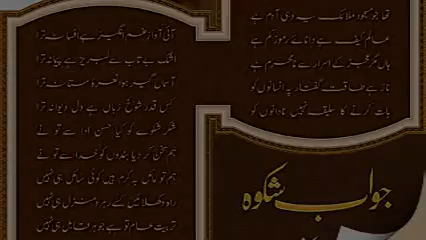 تھا جو مسجود ملائک یہ وہی آدم ہے
عالم کیف ہے دانائے رموز کم ہے
ہاں مگر عجز کے اسرار سے نامحرم ہے
ناز ہے طاقت گفتار پہ انسانوں کو
بات کرنے کا سلیقہ نہیں نادانوں کو
جواب شکوہ
آئی آواز غم انگیز ہے افسانہ ترا
اشک بے تاب سے لبریز ہے پیمانہ ترا
آسماں گیر ہوا نعرۂ مستانہ ترا
کس قدر شوخ زباں ہے دل دیوانہ ترا
شکر شکوے کو کیا حسن ادا سے تو نے
ہم سخن کر دیا بندوں کو خدا سے تو نے
ہم تو مائل بہ کرم ہیں کوئی سائل ہی نہیں
راہ دکھلائیں کسے رہرو منزل ہی نہیں
تربیت عام تو ہے جوہر قابل ہی نہیں